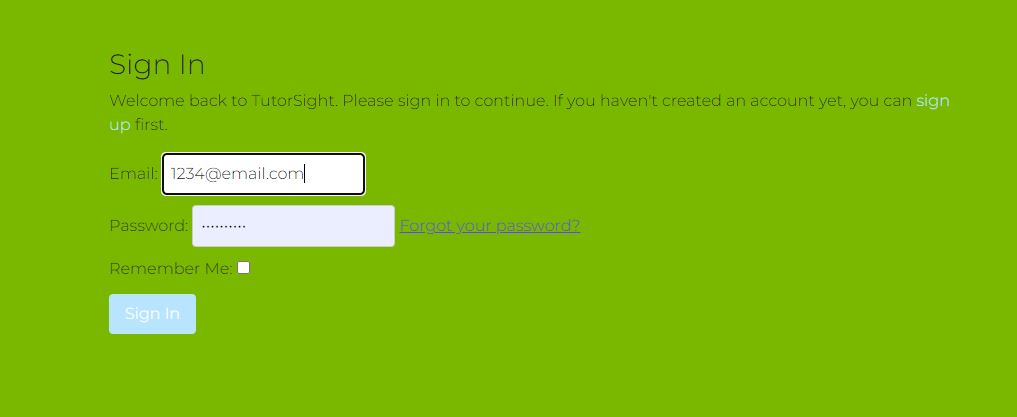 Sign In
Welcome back to TutorSight. Please sign in to continue. If you haven't created an account yet, you can sign
up first.
Email: 1234@email.com
Password: •••••••••• Forgot your password?
Remember Me:
Sign In